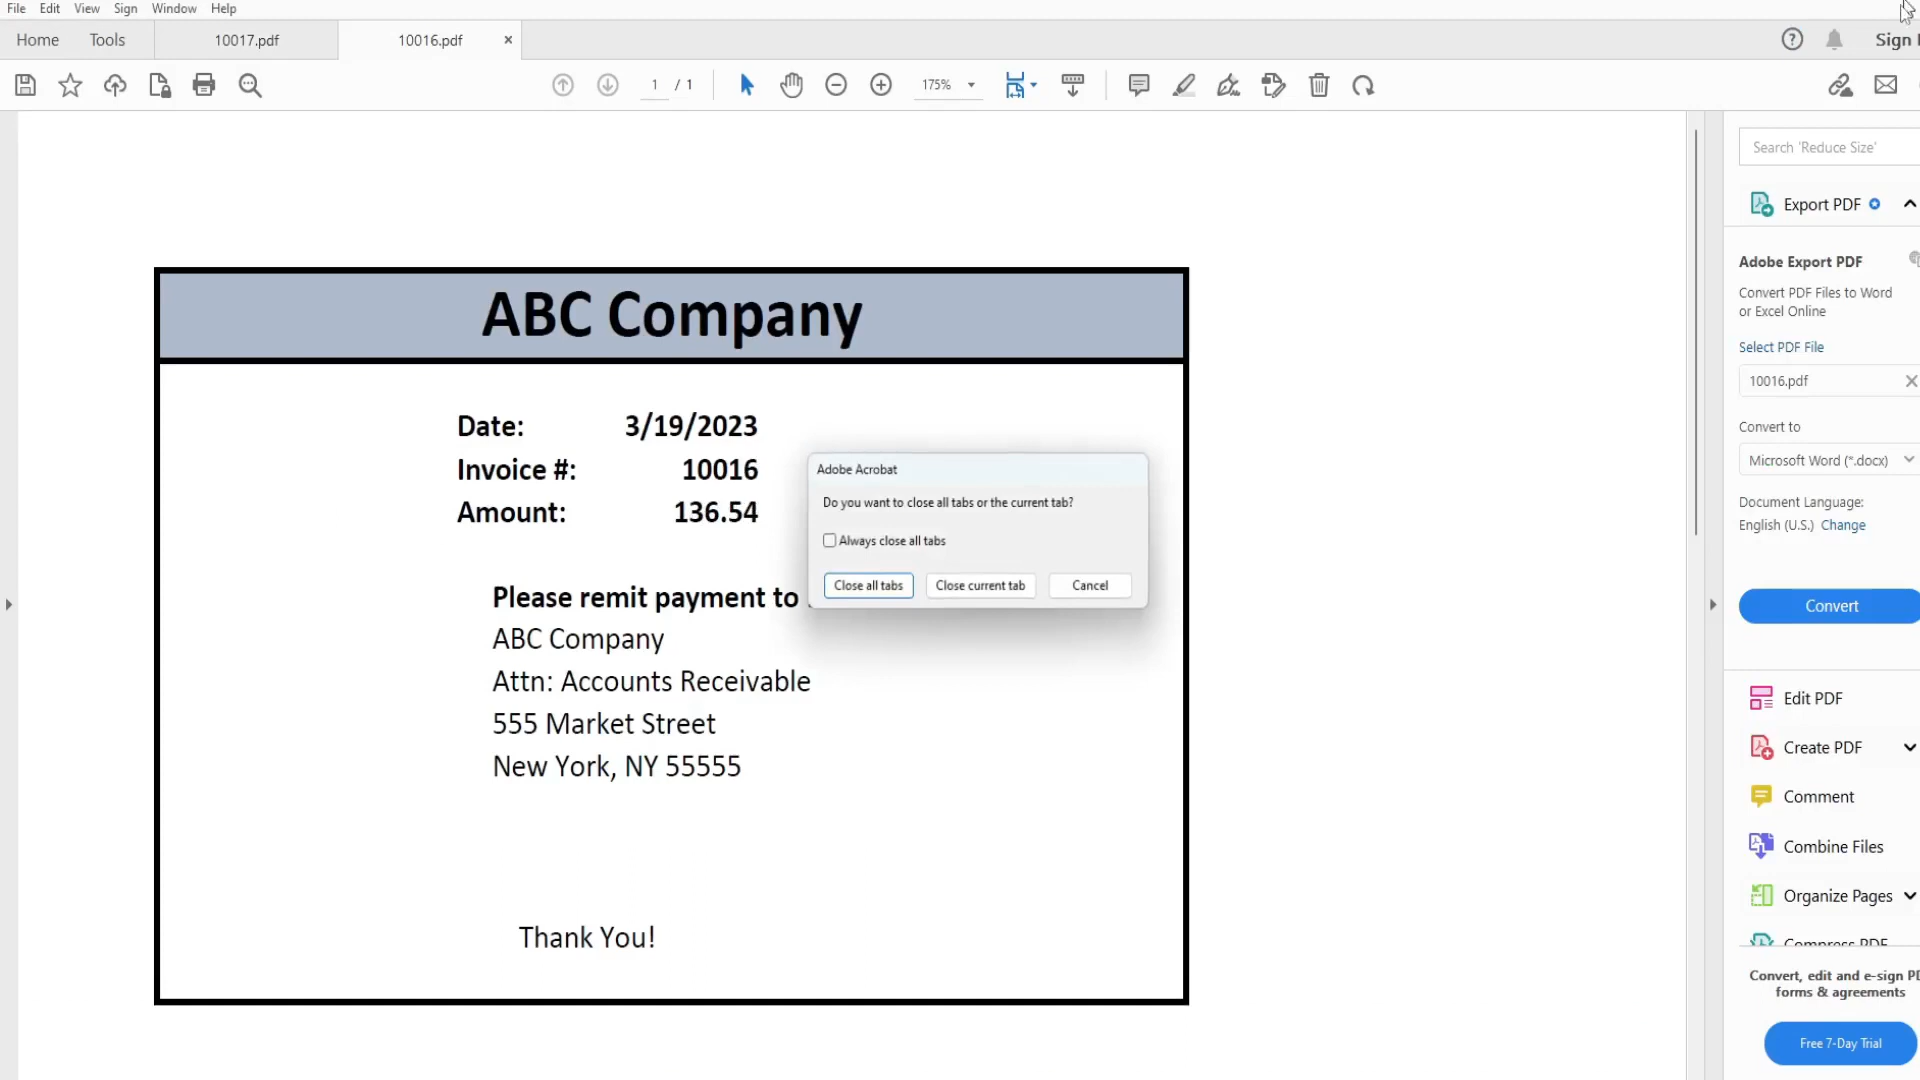 File Edit View Sign Window Help
Home Tools 10017.pdf 10016.pdf
Sign
1 / 1 175%
Search 'Reduce Size'
Export PDF
Adobe Export PDF
Convert PDF Files to Word
or Excel Online
Select PDF File
10016.pdf
Convert to
Microsoft Word (*.docx)
Document Language:
English (U.S.) Change
Convert
Edit PDF
Create PDF
Comment
Combine Files
Organize Pages
Compress PDF
Convert, edit and e-sign
forms & agreements
Free 7-Day Trial
ABC Company
Date: 3/19/2023
Invoice #: 10016
Amount: 136.54
Please remit payment to
ABC Company
Attn: Accounts Receivable
555 Market Street
New York, NY 55555
Thank You!
Adobe Acrobat
Do you want to close all tabs or the current tab?
Always close all tabs
Close all tabs Close current tab Cancel